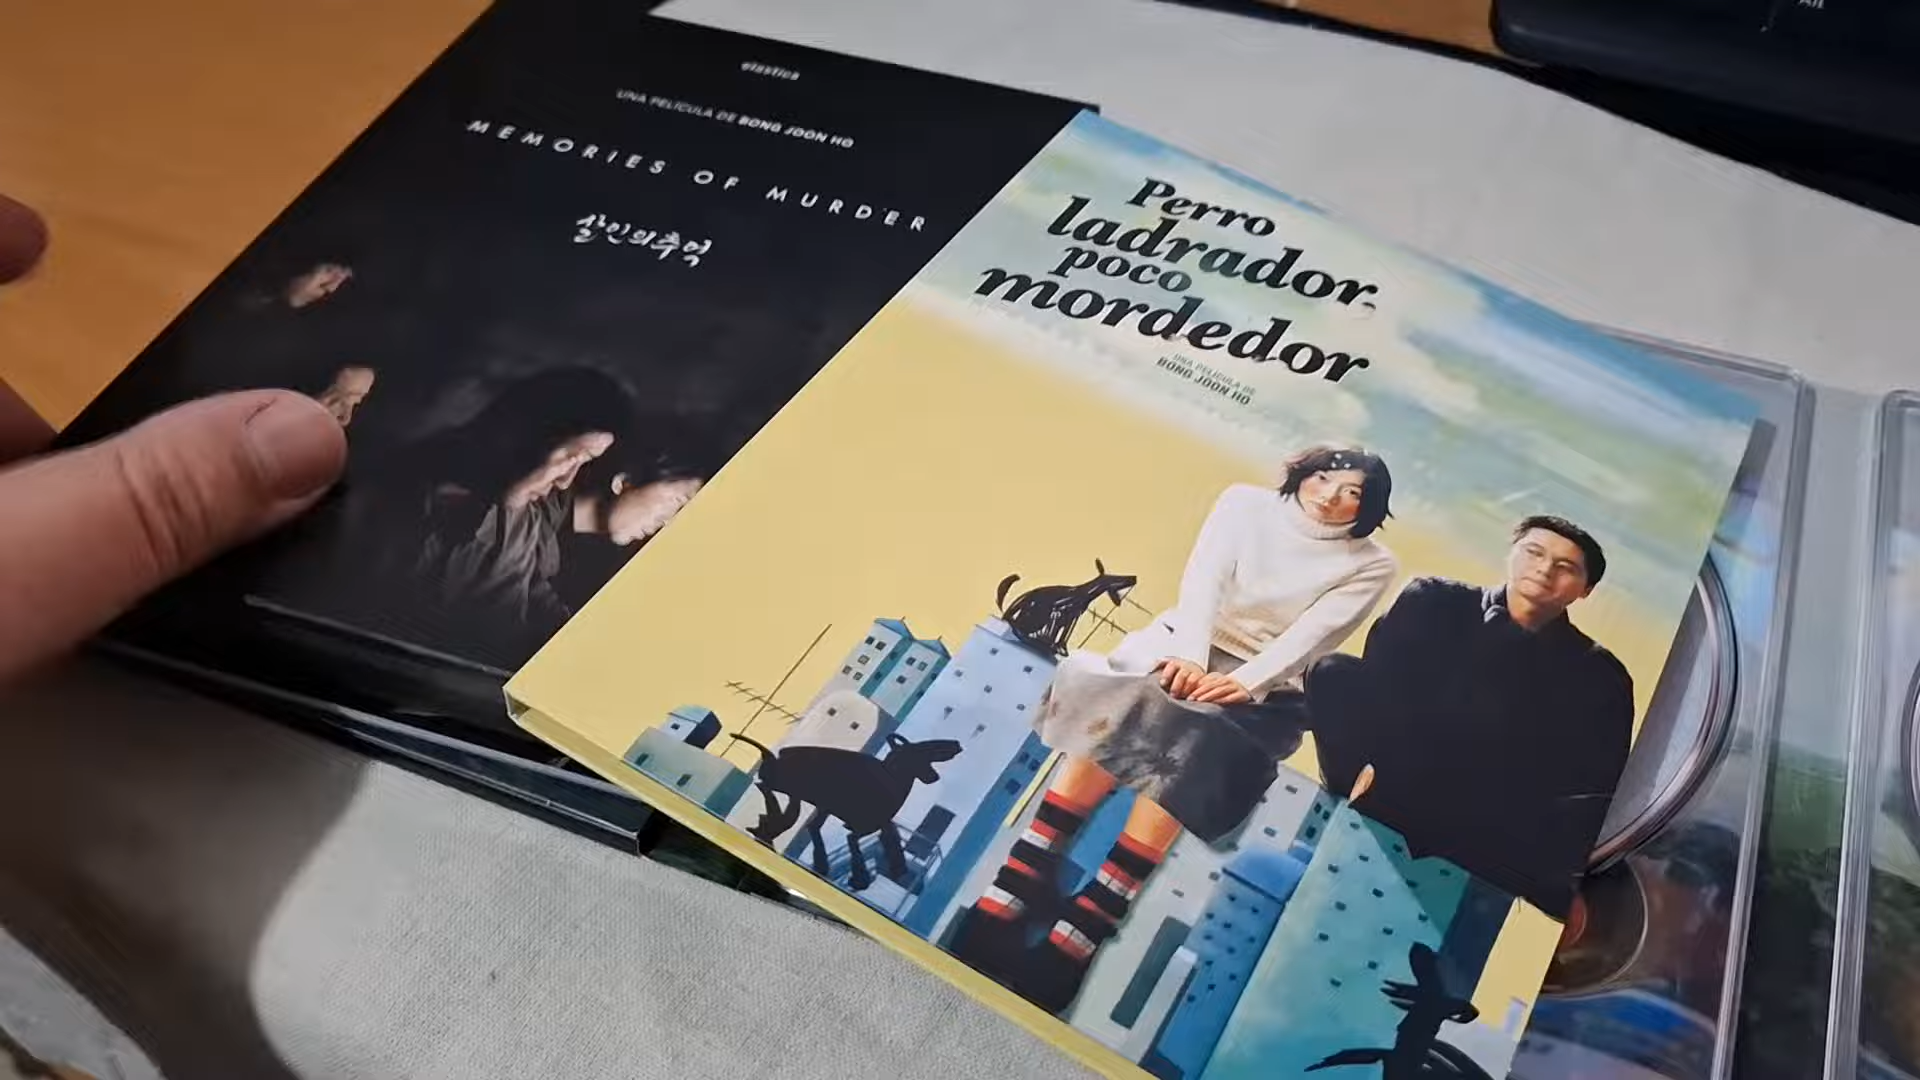 elastica
UNA PELÍCULA DE BONG JOON HO
MEMORIES OF MURDER
살인의 추억
Perro
ladrador,
poco
mordedor
UNA PELÍCULA DE
BONG JOON HO